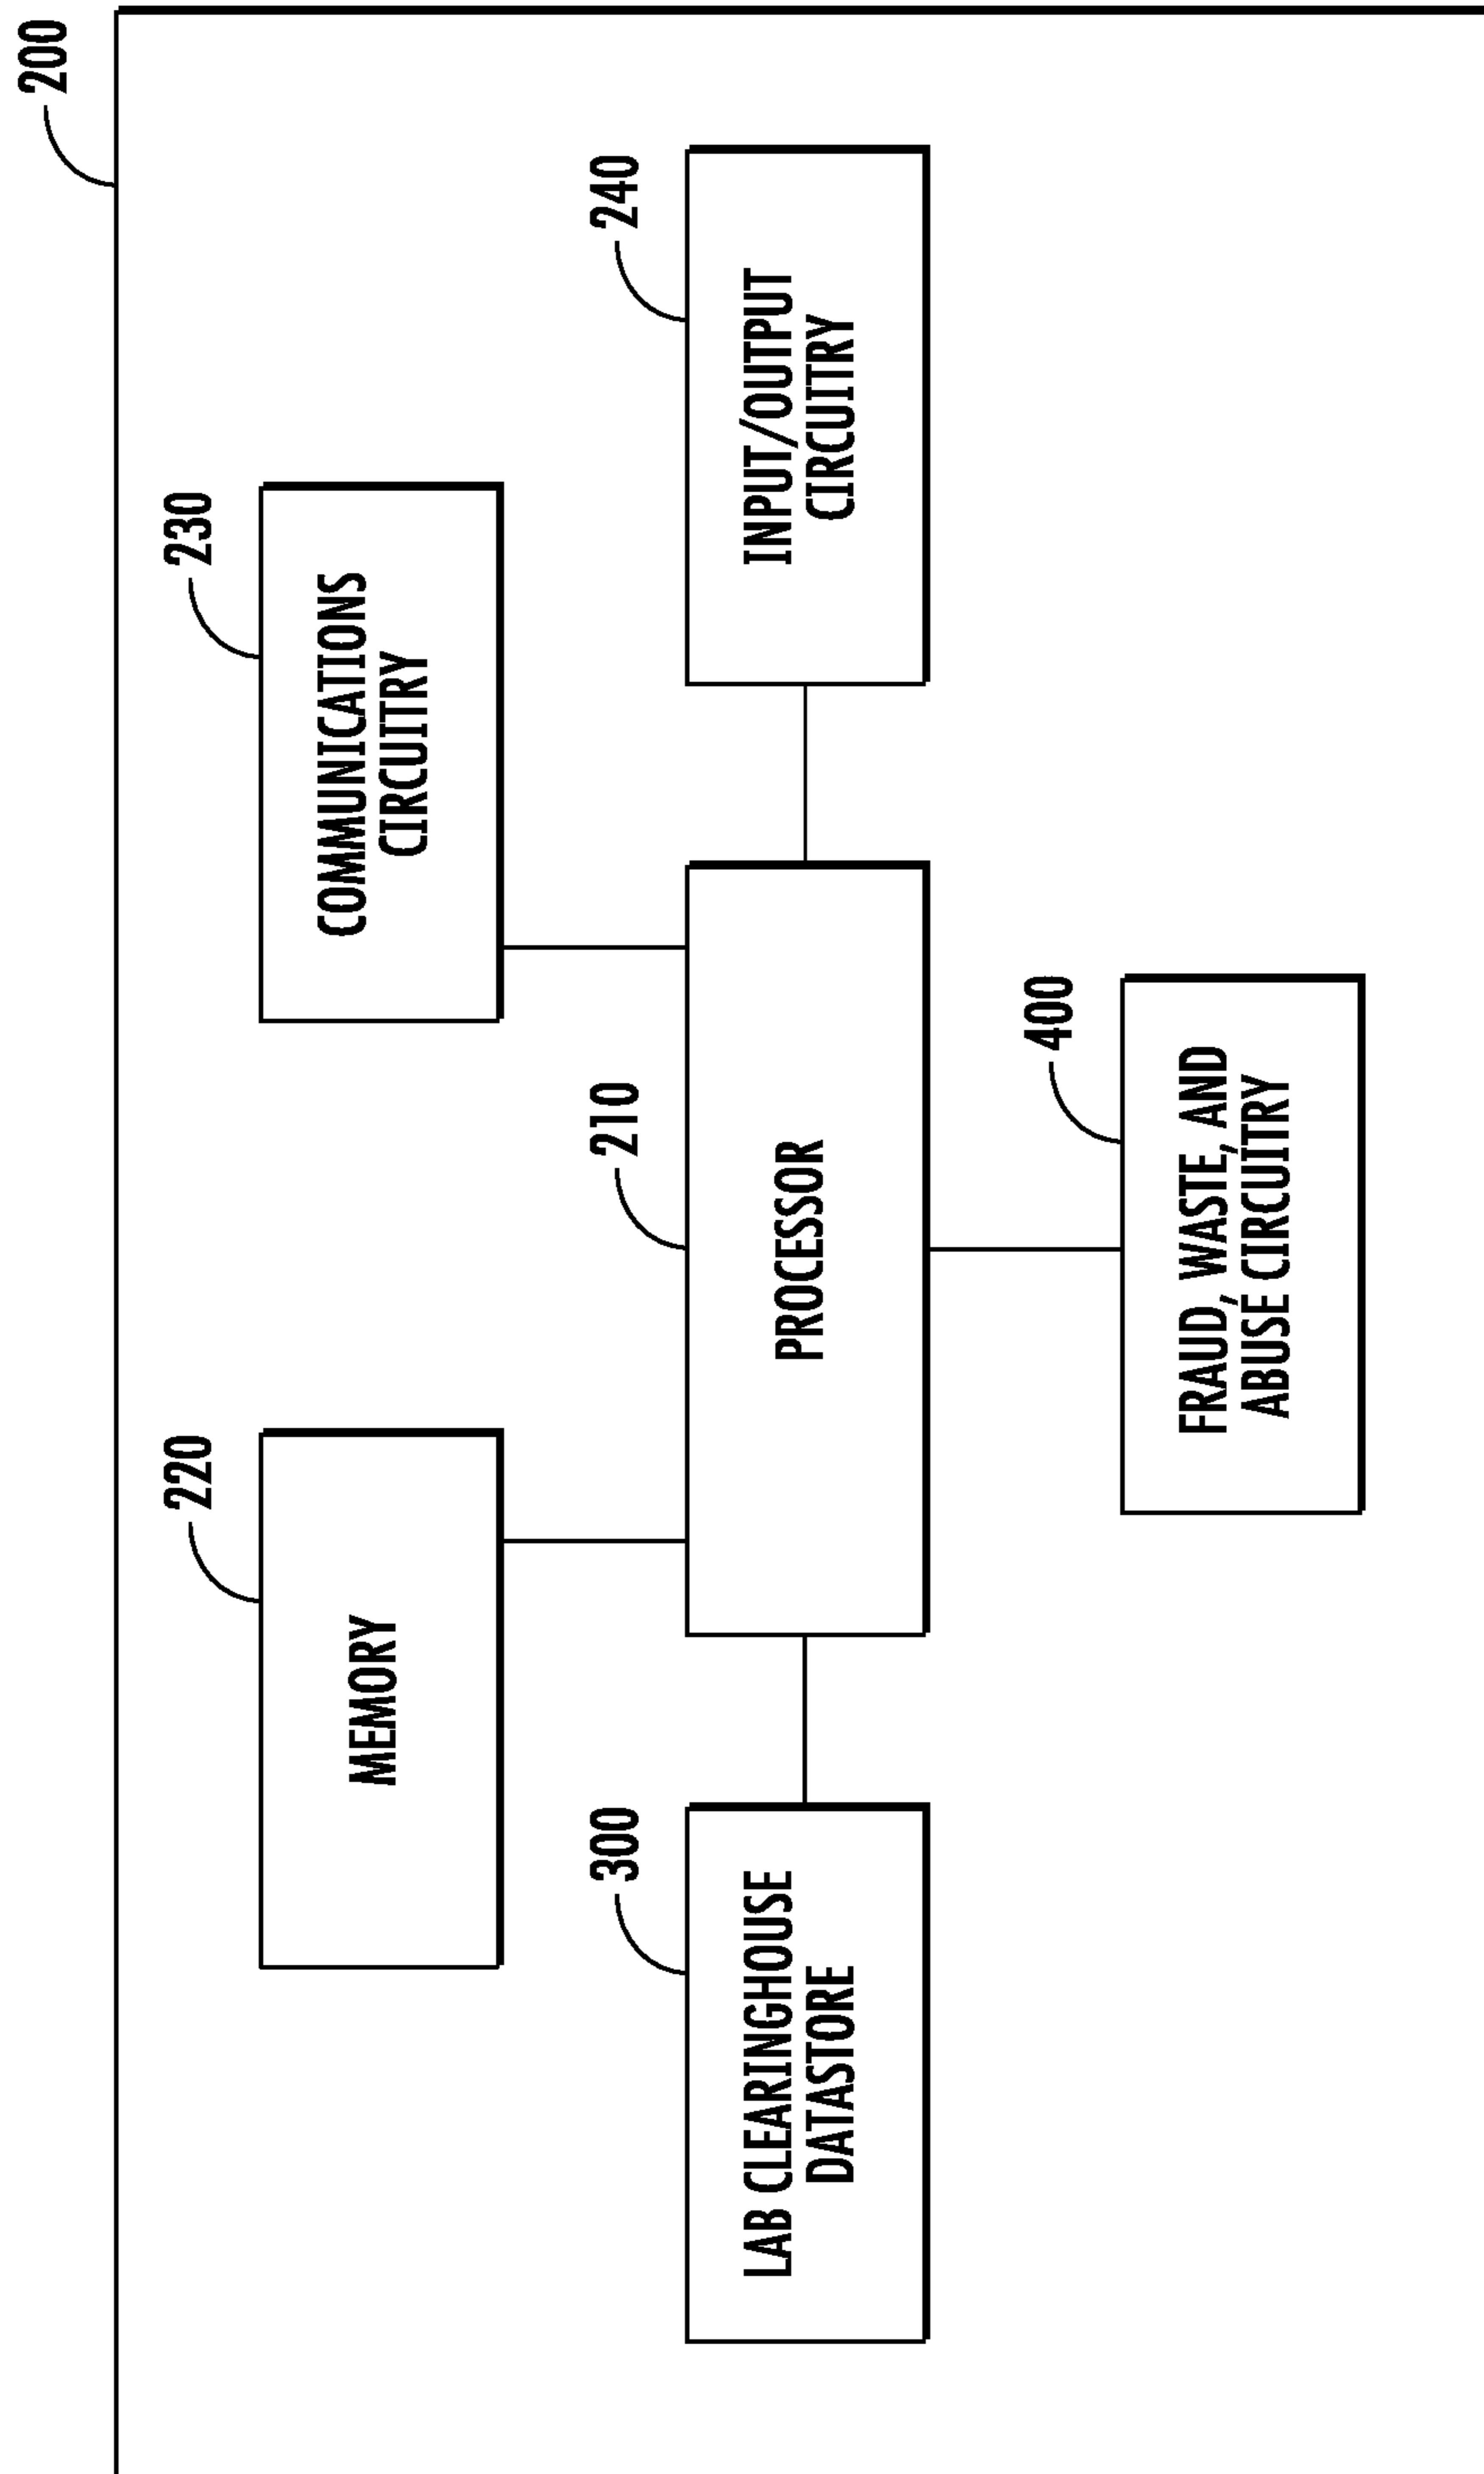 200
220
MEMORY
230
COMMUNICATIONS
CIRCUITRY
300
LAB CLEARINGHOUSE
DATASTORE
210
PROCESSOR
240
INPUT/OUTPUT
CIRCUITRY
400
FRAUD, WASTE, AND
ABUSE CIRCUITRY